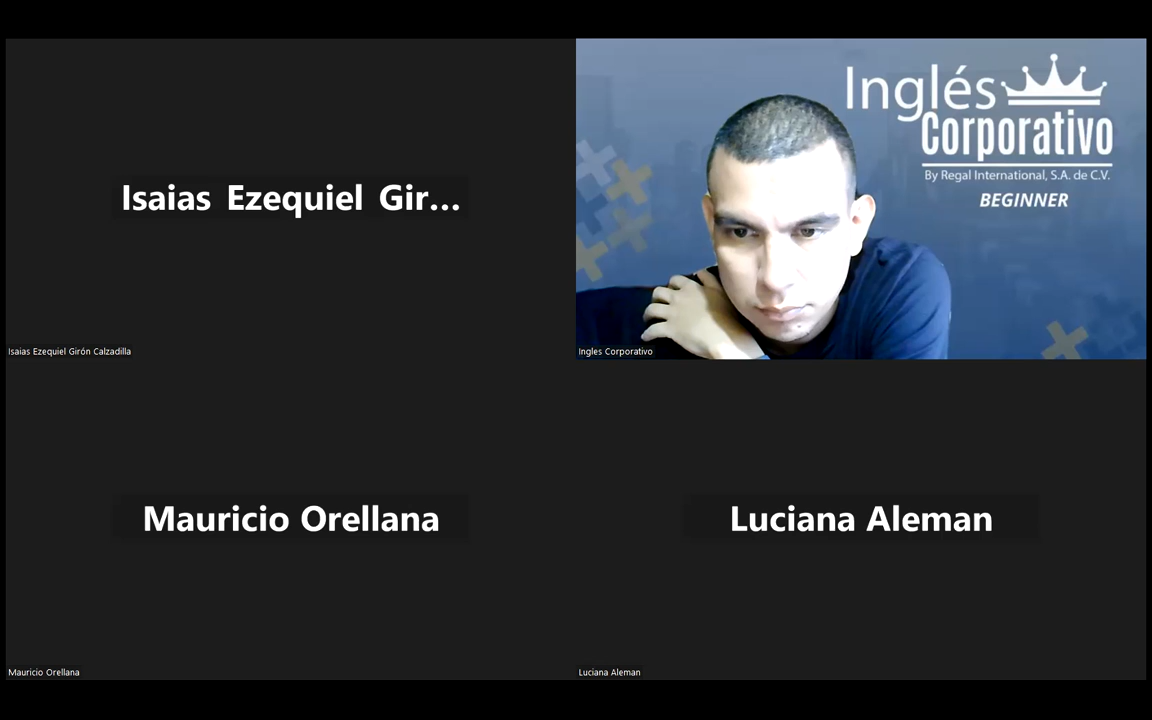 Isaias Ezequiel Gir...
Isaias Ezequiel Girón Calzadilla
Inglés
Corporativo
By Regal International, S.A. de C.V.
BEGINNER
Ingles Corporativo
Mauricio Orellana
Mauricio Orellana
Luciana Aleman
Luciana Aleman